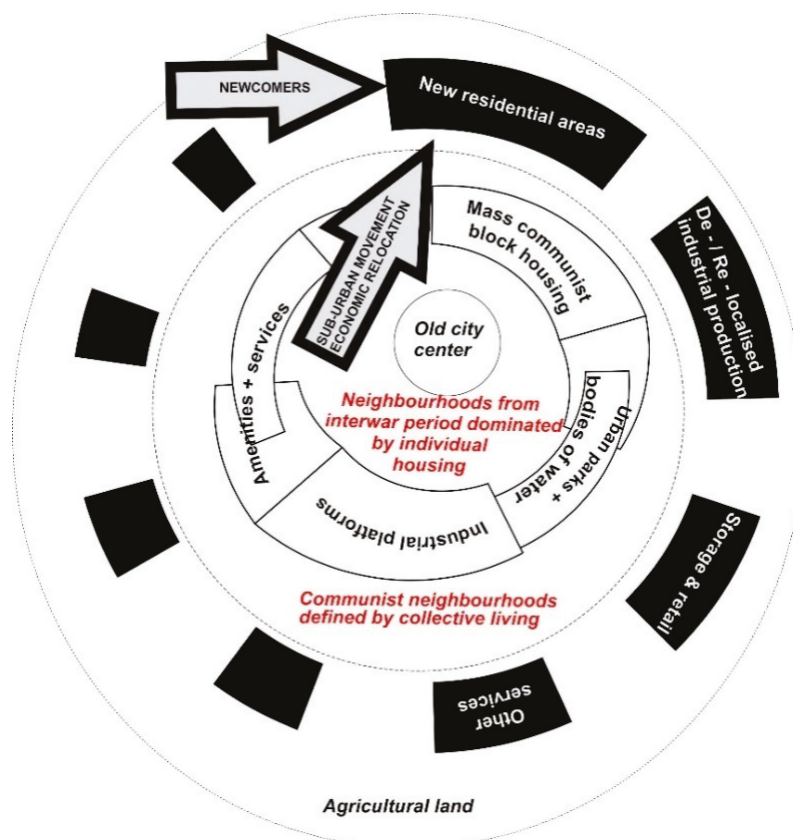 NEWCOMERS
New residential areas
SUB-URBAN MOVEMENT
ECONOMIC RELOCATION
Mass communist
block housing
De - / Re - localised
industrial production
Amenities + services
Old city
center
Neighbourhoods from
interwar period dominated
by individual
housing
Urban parks +
bodies of water
Industrial platforms
Storage & retail
Communist neighbourhoods
defined by collective living
Other
services
Agricultural land